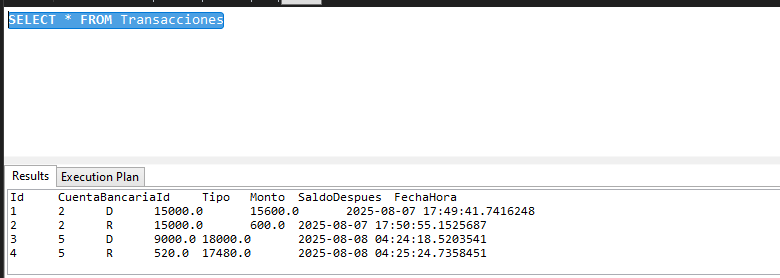 SELECT * FROM Transacciones
Results Execution Plan
Id CuentaBancariaId Tipo Monto SaldoDespues FechaHora
1 2 D 15000.0 15600.0 2025-08-07 17:49:41.7416248
2 2 R 15000.0 600.0 2025-08-07 17:50:55.1525687
3 5 D 9000.0 18000.0 2025-08-08 04:24:18.5203541
4 5 R 520.0 17480.0 2025-08-08 04:25:24.7358451